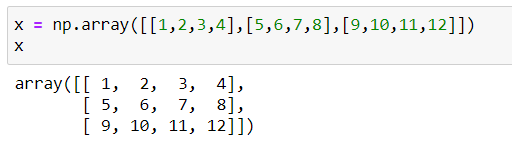 x = np.array([[1,2,3,4],[5,6,7,8],[9,10,11,12]])
x
array([[ 1,  2,  3,  4],
       [ 5,  6,  7,  8],
       [ 9, 10, 11, 12]])